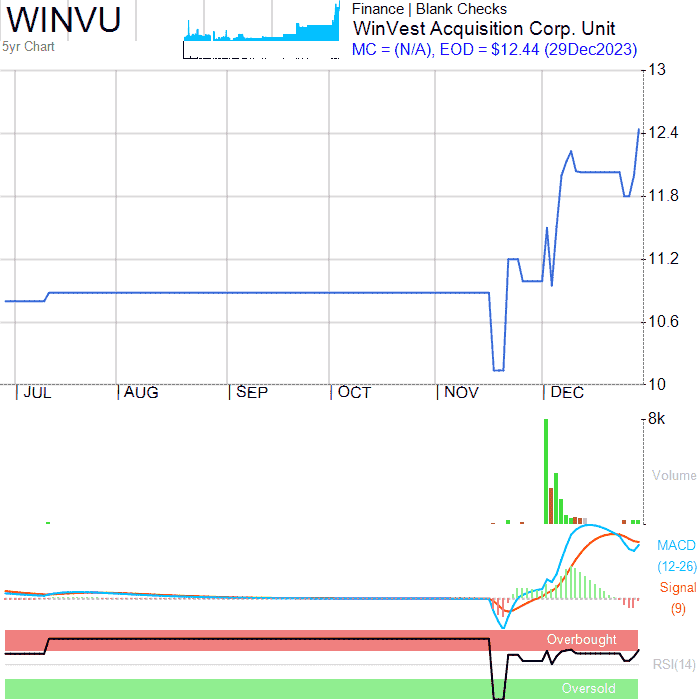 WINVU
5yr Chart
Finance | Blank Checks
WinVest Acquisition Corp. Unit
MC = (N/A), EOD = $12.44 (29Dec2023)
13
12.4
11.8
11.2
10.6
10
JUL AUG SEP OCT NOV DEC
8k
Volume
MACD
(12-26)
Signal
(9)
Overbought
RSI(14)
Oversold